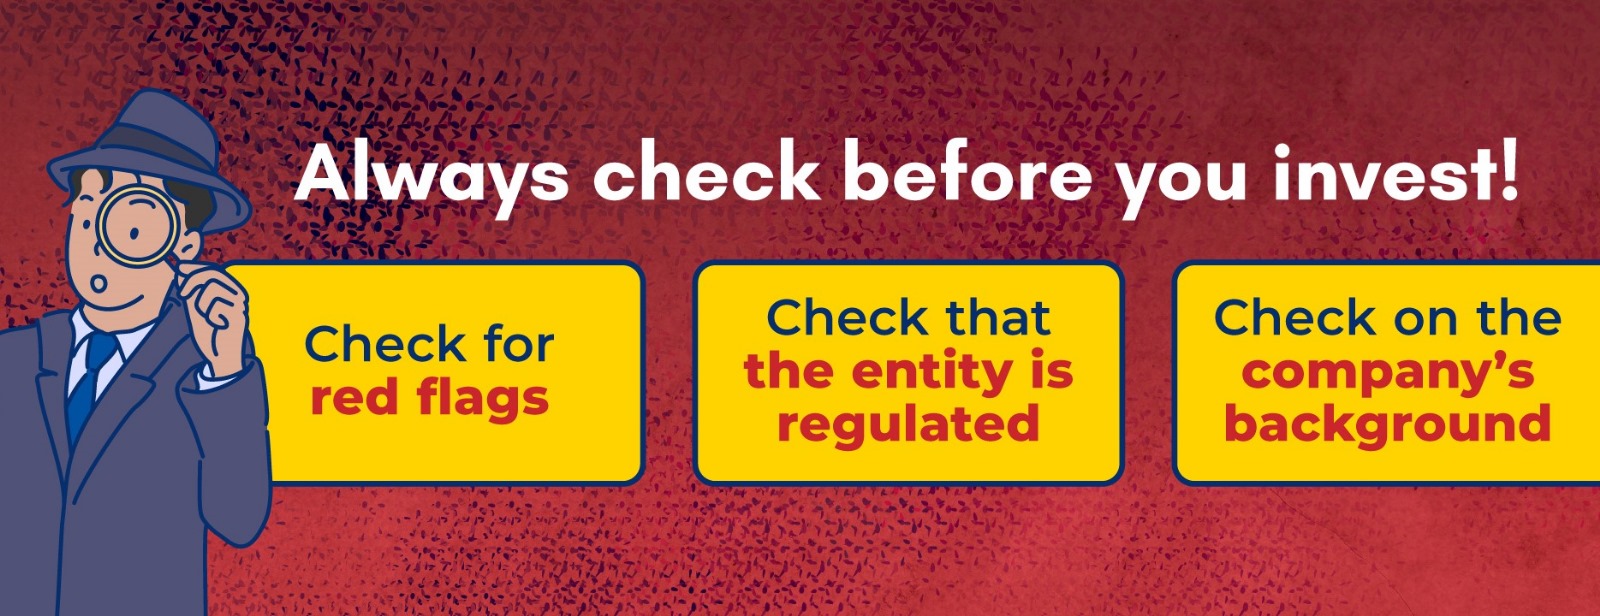 Always check before you invest!
Check for
red flags
Check that
the entity is
regulated
Check on the
company’s
background